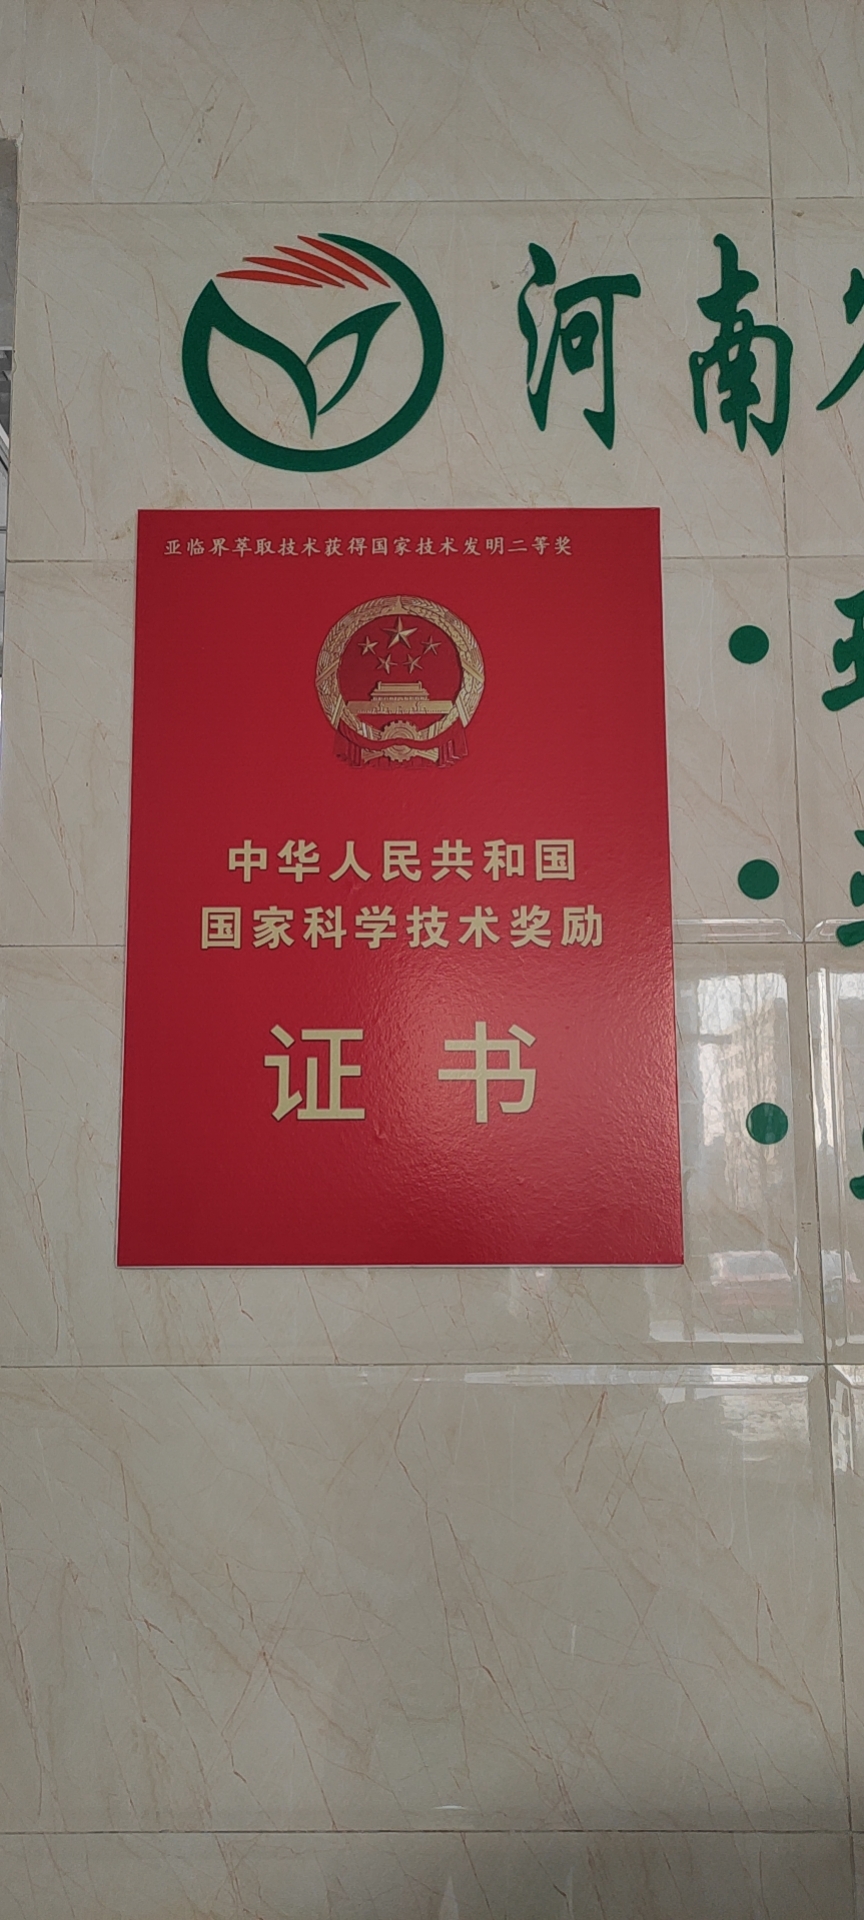 河南
亚临界萃取技术获得国家技术发明二等奖
中华人民共和国
国家科学技术奖励
证书